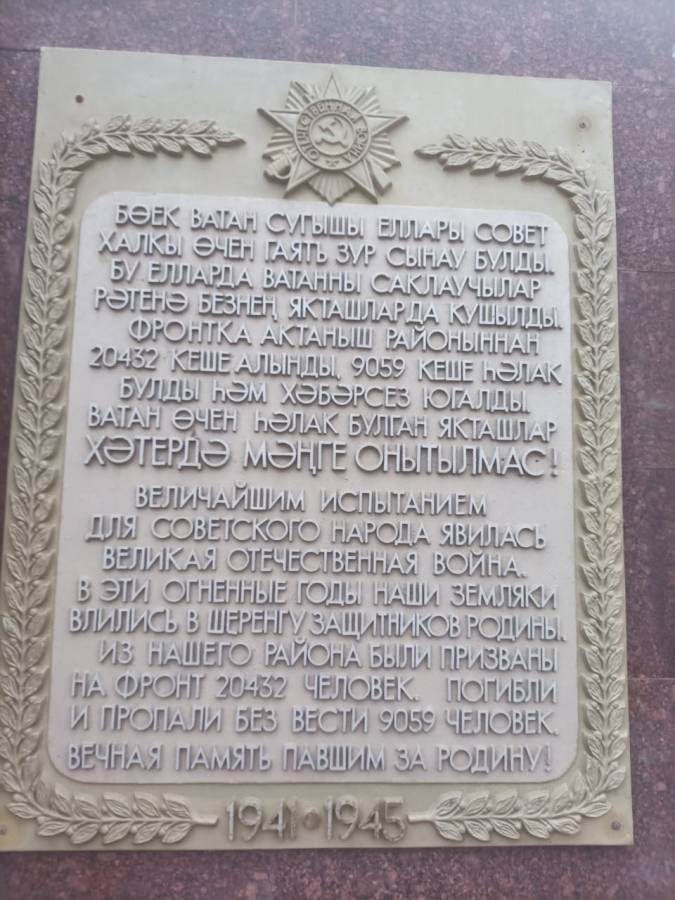 ОТЕЧЕСТВЕННАЯ ВОЙНА
БӨЕК ВАТАН СУГЫШЫ ЕЛЛАРЫ СОВЕТ
ХАЛКЫ ӨЧЕН ГАЯТЬ ЗУР СЫНАУ БУЛДЫ.
БУ ЕЛЛАРДА ВАТАННЫ САКЛАУЧЫЛАР
РӘТЕНӘ БЕЗНЕҢ ЯКТАШЛАР ДА КУШЫЛДЫ.
ФРОНТКА АКТАНЫШ РАЙОНЫННАН
20432 КЕШЕ АЛЫНДЫ, 9059 КЕШЕ ҺӘЛАК
БУЛДЫ ҺӘМ ХӘБӘРСЕЗ ЮГАЛДЫ.
ВАТАН ӨЧЕН ҺӘЛАК БУЛГАН ЯКТАШЛАР
ХӘТЕРДӘ МӘҢГЕ ОНЫТЫЛМАС!
ВЕЛИЧАЙШИМ ИСПЫТАНИЕМ
ДЛЯ СОВЕТСКОГО НАРОДА ЯВИЛАСЬ
ВЕЛИКАЯ ОТЕЧЕСТВЕННАЯ ВОЙНА.
В ЭТИ ОГНЕННЫЕ ГОДЫ НАШИ ЗЕМЛЯКИ
ВЛИЛИСЬ В ШЕРЕНГУ ЗАЩИТНИКОВ РОДИНЫ.
ИЗ НАШЕГО РАЙОНА БЫЛИ ПРИЗВАНЫ
НА ФРОНТ 20432 ЧЕЛОВЕК. ПОГИБЛИ
И ПРОПАЛИ БЕЗ ВЕСТИ 9059 ЧЕЛОВЕК.
ВЕЧНАЯ ПАМЯТЬ ПАВШИМ ЗА РОДИНУ!
1941•1945